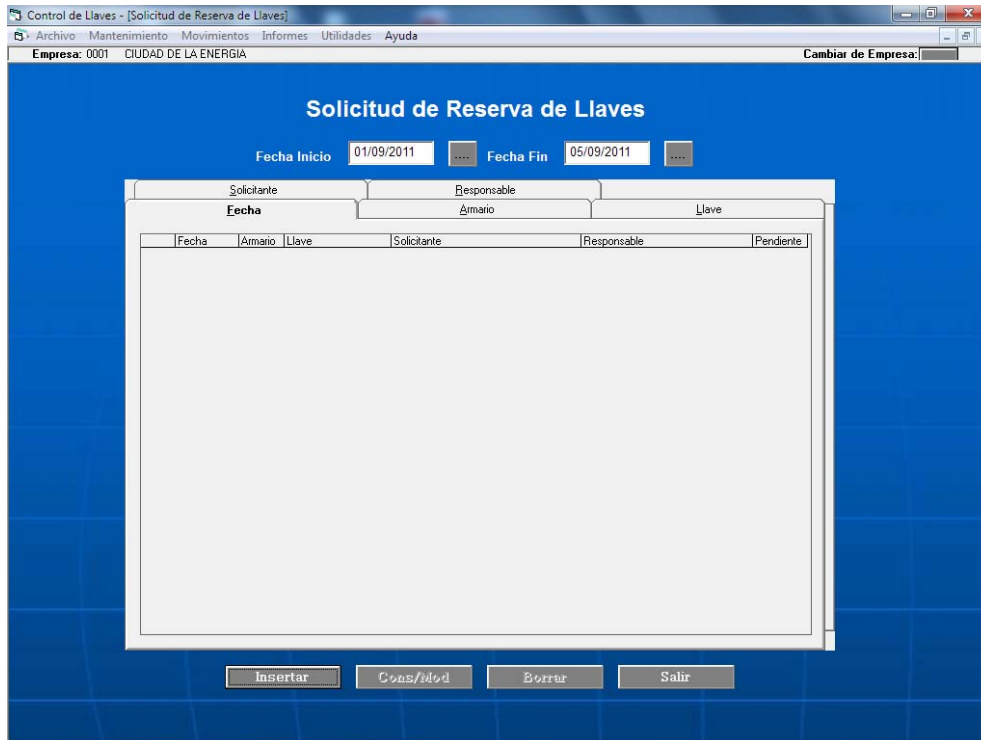 Control de Llaves - [Solicitud de Reserva de Llaves]
Archivo Mantenimiento Movimientos Informes Utilidades Ayuda
Empresa: 0001 CIUDAD DE LA ENERGIA Cambiar de Empresa:
Solicitud de Reserva de Llaves
Fecha Inicio 01/09/2011 .... Fecha Fin 05/09/2011 ....
Solicitante Responsable
Fecha Armario Llave
Fecha Armario Llave Solicitante Responsable Pendiente
Insertar Cons/Mod Borrar Salir